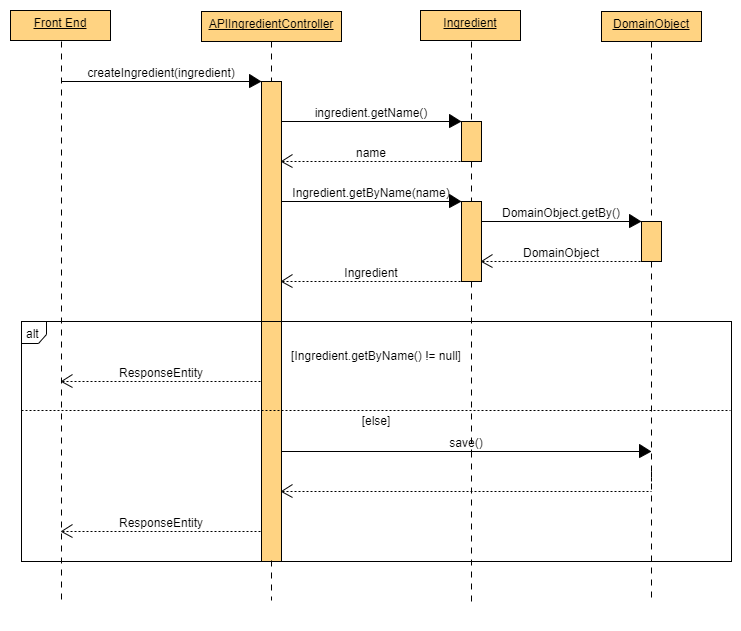 Front End
APIIngredientController
Ingredient
DomainObject
createIngredient(ingredient)
ingredient.getName()
name
Ingredient.getByName(name)
DomainObject.getBy()
DomainObject
Ingredient
alt
[Ingredient.getByName() != null]
ResponseEntity
[else]
save()
ResponseEntity